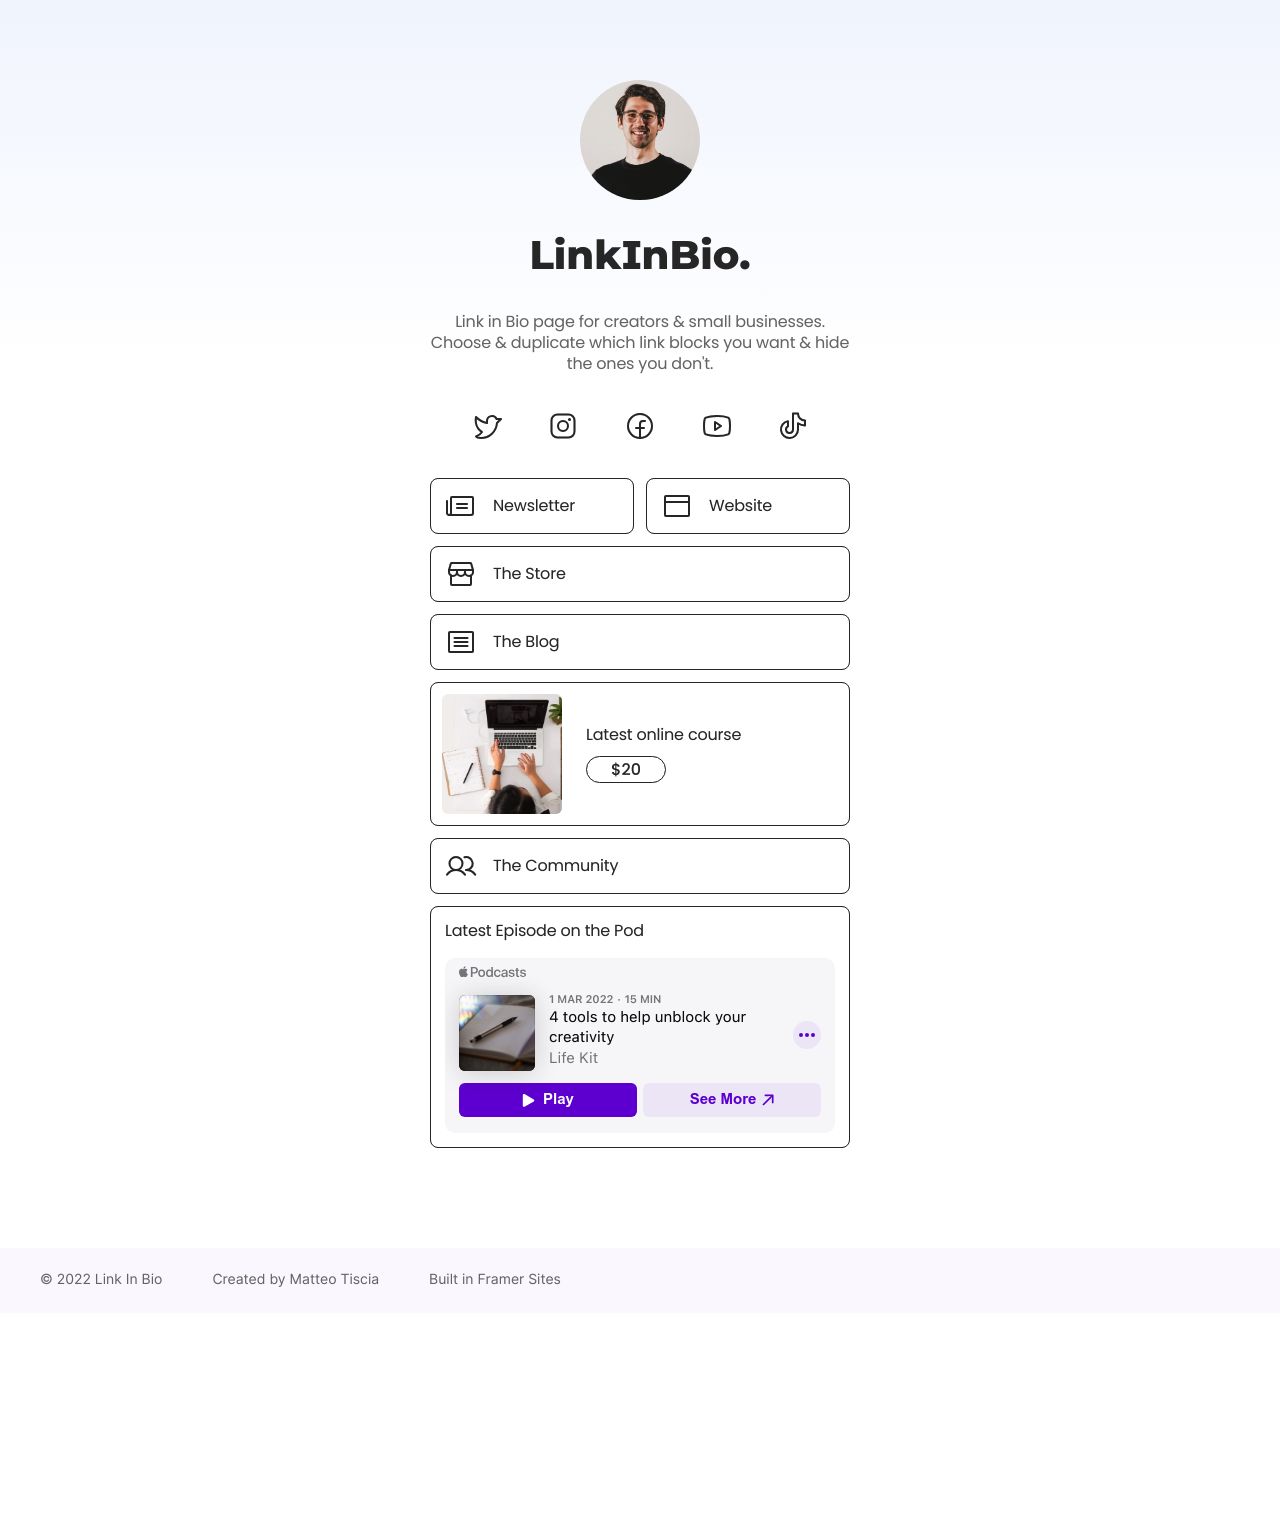 LinkInBio.
Link in Bio page for creators & small businesses.
Choose & duplicate which link blocks you want & hide
the ones you don't.
Newsletter
Website
The Store
The Blog
Latest online course
$20
The Community
Latest Episode on the Pod
Podcasts
1 MAR 2022 · 15 MIN
4 tools to help unblock your
creativity
Life Kit
Play
See More
© 2022 Link In Bio
Created by Matteo Tiscia
Built in Framer Sites